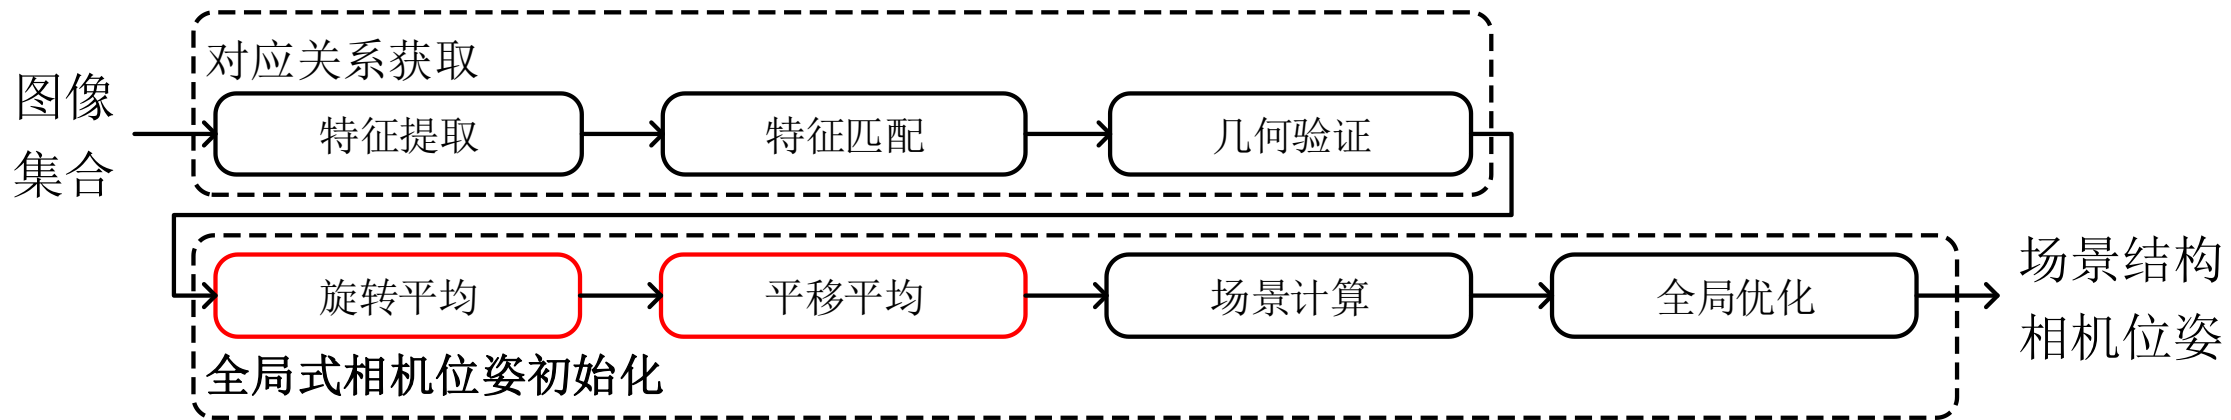 图像
集合
对应关系获取
特征提取
特征匹配
几何验证
旋转平均
平移平均
场景计算
全局优化
全局式相机位姿初始化
场景结构
相机位姿